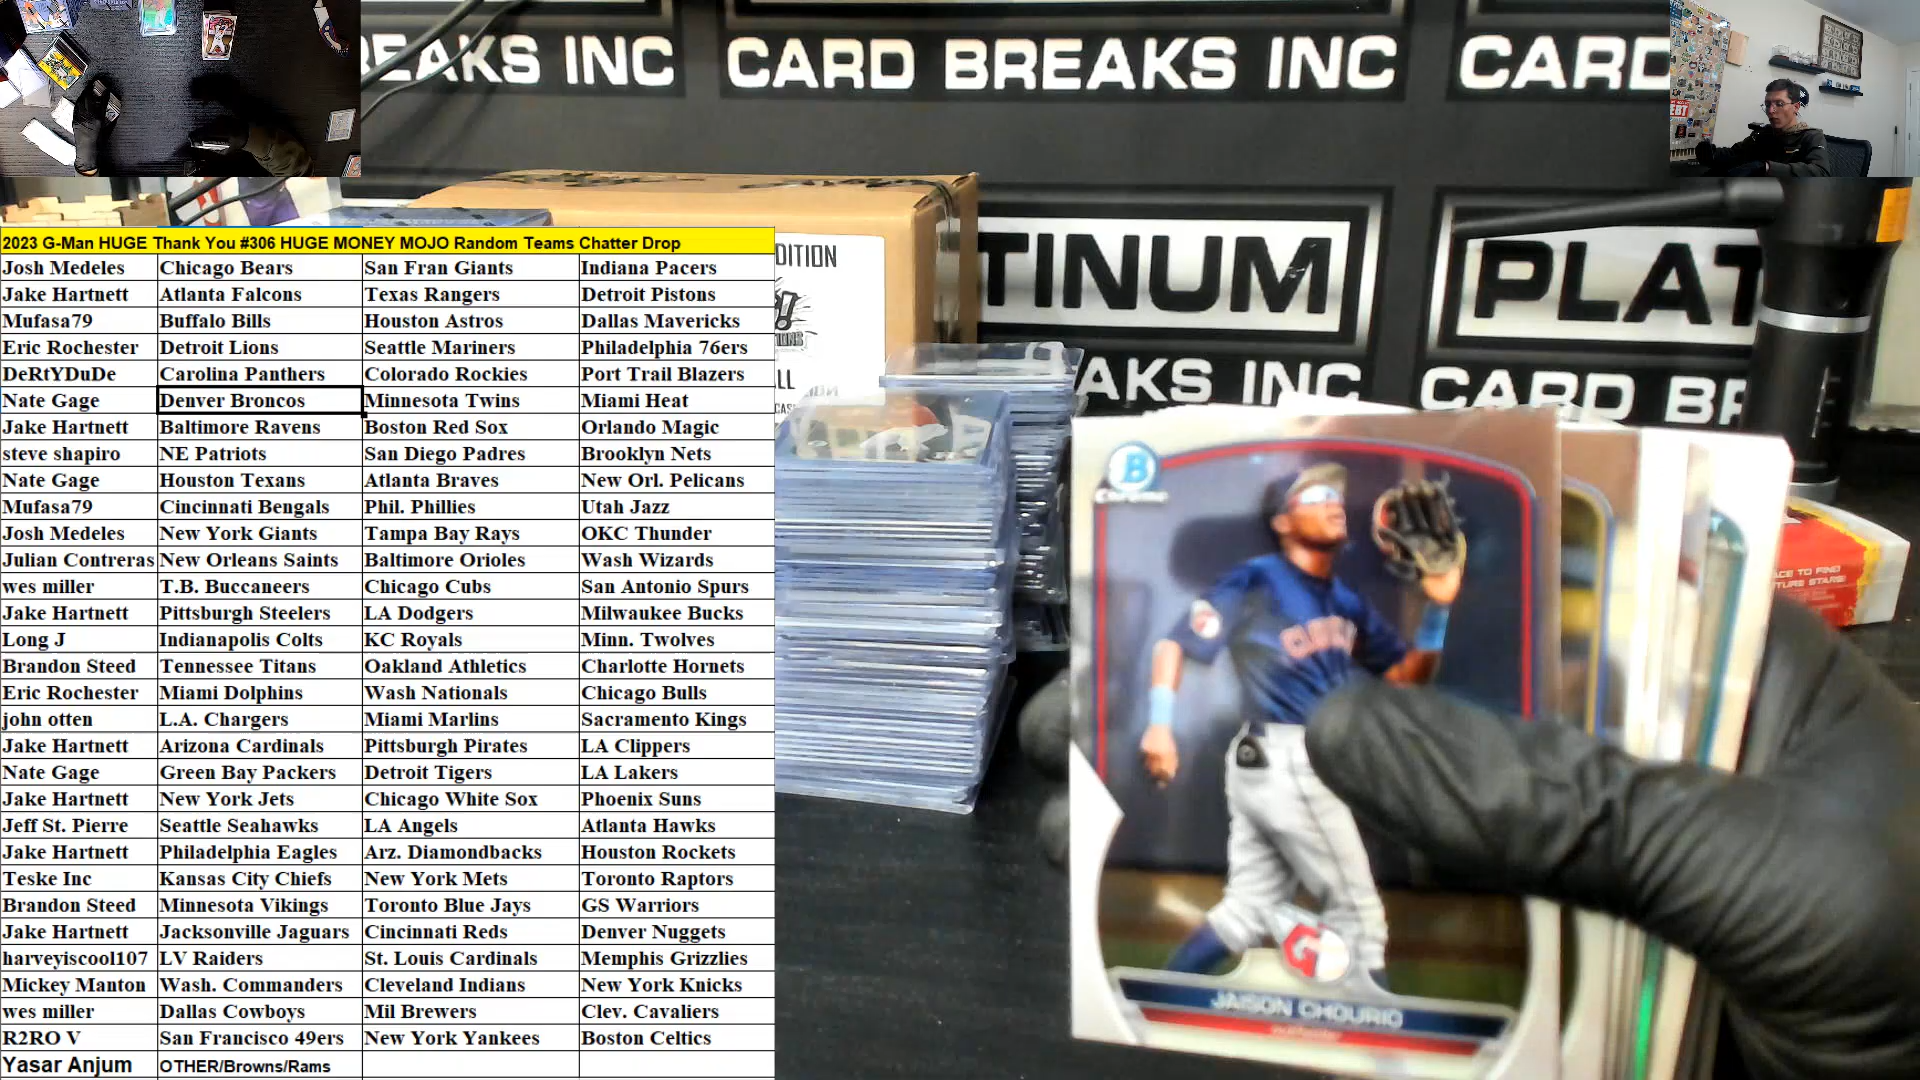 EAKS INC CARD BREAKS INC CARD
DITION
TINUM PLAT
AKS INC CARD BR
2023 G-Man HUGE Thank You #306 HUGE MONEY MOJO Random Teams Chatter Drop
Josh Medeles Chicago Bears San Fran Giants Indiana Pacers
Jake Hartnett Atlanta Falcons Texas Rangers Detroit Pistons
Mufasa79 Buffalo Bills Houston Astros Dallas Mavericks
Eric Rochester Detroit Lions Seattle Mariners Philadelphia 76ers
DeRtYDuDe Carolina Panthers Colorado Rockies Port Trail Blazers
Nate Gage Denver Broncos Minnesota Twins Miami Heat
Jake Hartnett Baltimore Ravens Boston Red Sox Orlando Magic
steve shapiro NE Patriots San Diego Padres Brooklyn Nets
Nate Gage Houston Texans Atlanta Braves New Orl. Pelicans
Mufasa79 Cincinnati Bengals Phil. Phillies Utah Jazz
Josh Medeles New York Giants Tampa Bay Rays OKC Thunder
Julian Contreras New Orleans Saints Baltimore Orioles Wash Wizards
wes miller T.B. Buccaneers Chicago Cubs San Antonio Spurs
Jake Hartnett Pittsburgh Steelers LA Dodgers Milwaukee Bucks
Long J Indianapolis Colts KC Royals Minn. Twolves
Brandon Steed Tennessee Titans Oakland Athletics Charlotte Hornets
Eric Rochester Miami Dolphins Wash Nationals Chicago Bulls
john otten L.A. Chargers Miami Marlins Sacramento Kings
Jake Hartnett Arizona Cardinals Pittsburgh Pirates LA Clippers
Nate Gage Green Bay Packers Detroit Tigers LA Lakers
Jake Hartnett New York Jets Chicago White Sox Phoenix Suns
Jeff St. Pierre Seattle Seahawks LA Angels Atlanta Hawks
Jake Hartnett Philadelphia Eagles Arz. Diamondbacks Houston Rockets
Teske Inc Kansas City Chiefs New York Mets Toronto Raptors
Brandon Steed Minnesota Vikings Toronto Blue Jays GS Warriors
Jake Hartnett Jacksonville Jaguars Cincinnati Reds Denver Nuggets
harveyiscool107 LV Raiders St. Louis Cardinals Memphis Grizzlies
Mickey Manton Wash. Commanders Cleveland Indians New York Knicks
wes miller Dallas Cowboys Mil Brewers Clev. Cavaliers
R2RO V San Francisco 49ers New York Yankees Boston Celtics
Yasar Anjum OTHER/Browns/Rams
B
Chrome
JAISON CHOURIO